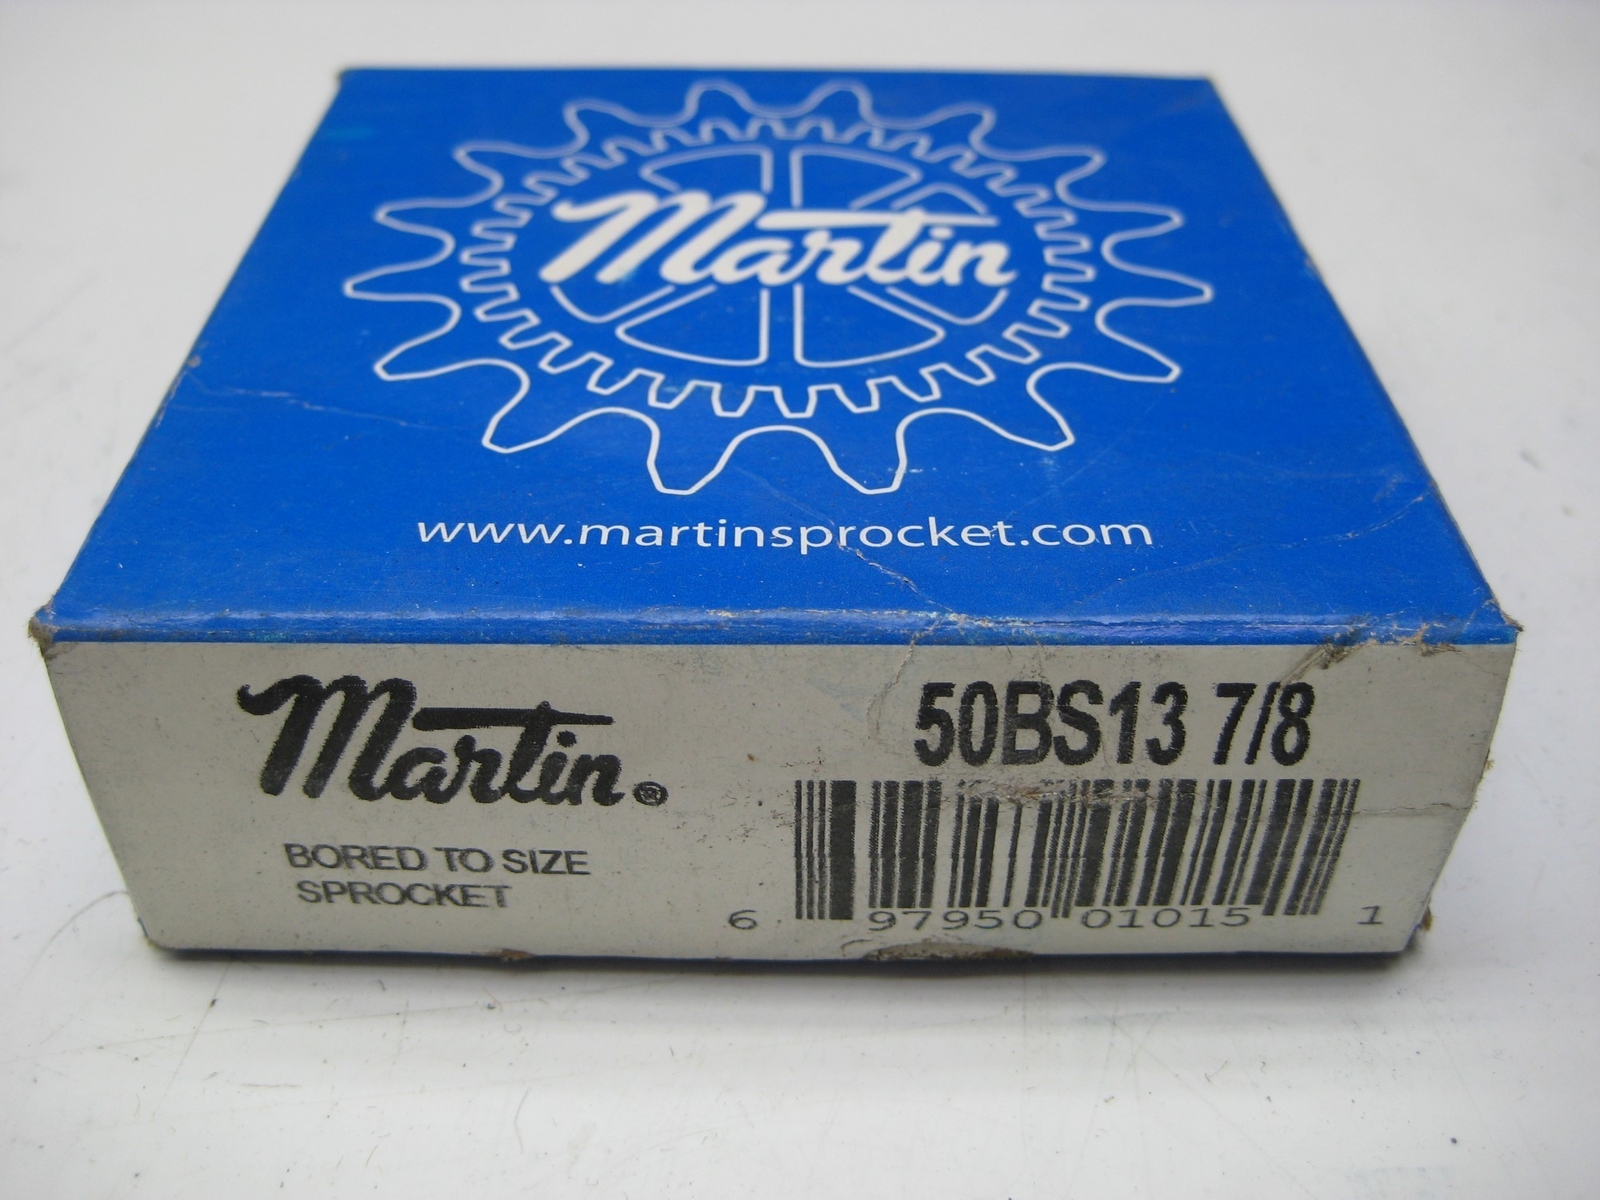 Martin
www.martinsprocket.com
Martin®
BORED TO SIZE
SPROCKET
50BS13 7/8
6 97950 01015 1